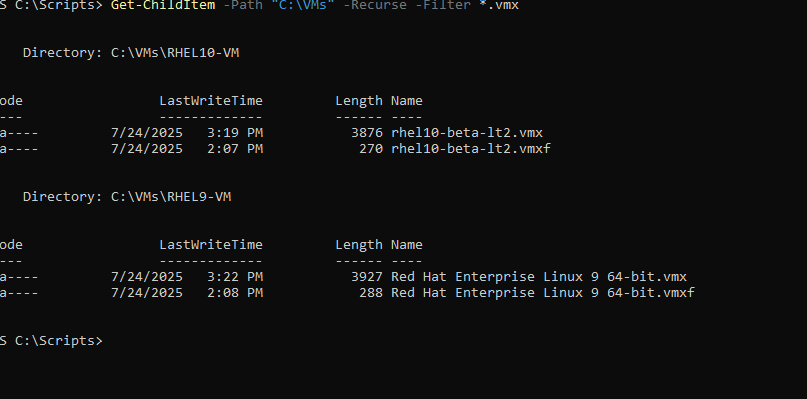 S C:\Scripts> Get-ChildItem -Path "C:\VMs" -Recurse -Filter *.vmx
Directory: C:\VMs\RHEL10-VM
ode LastWriteTime Length Name
--- ------------- ------ ----
a---- 7/24/2025 3:19 PM 3876 rhel10-beta-lt2.vmx
a---- 7/24/2025 2:07 PM 270 rhel10-beta-lt2.vmxf
Directory: C:\VMs\RHEL9-VM
ode LastWriteTime Length Name
--- ------------- ------ ----
a---- 7/24/2025 3:22 PM 3927 Red Hat Enterprise Linux 9 64-bit.vmx
a---- 7/24/2025 2:08 PM 288 Red Hat Enterprise Linux 9 64-bit.vmxf
S C:\Scripts>